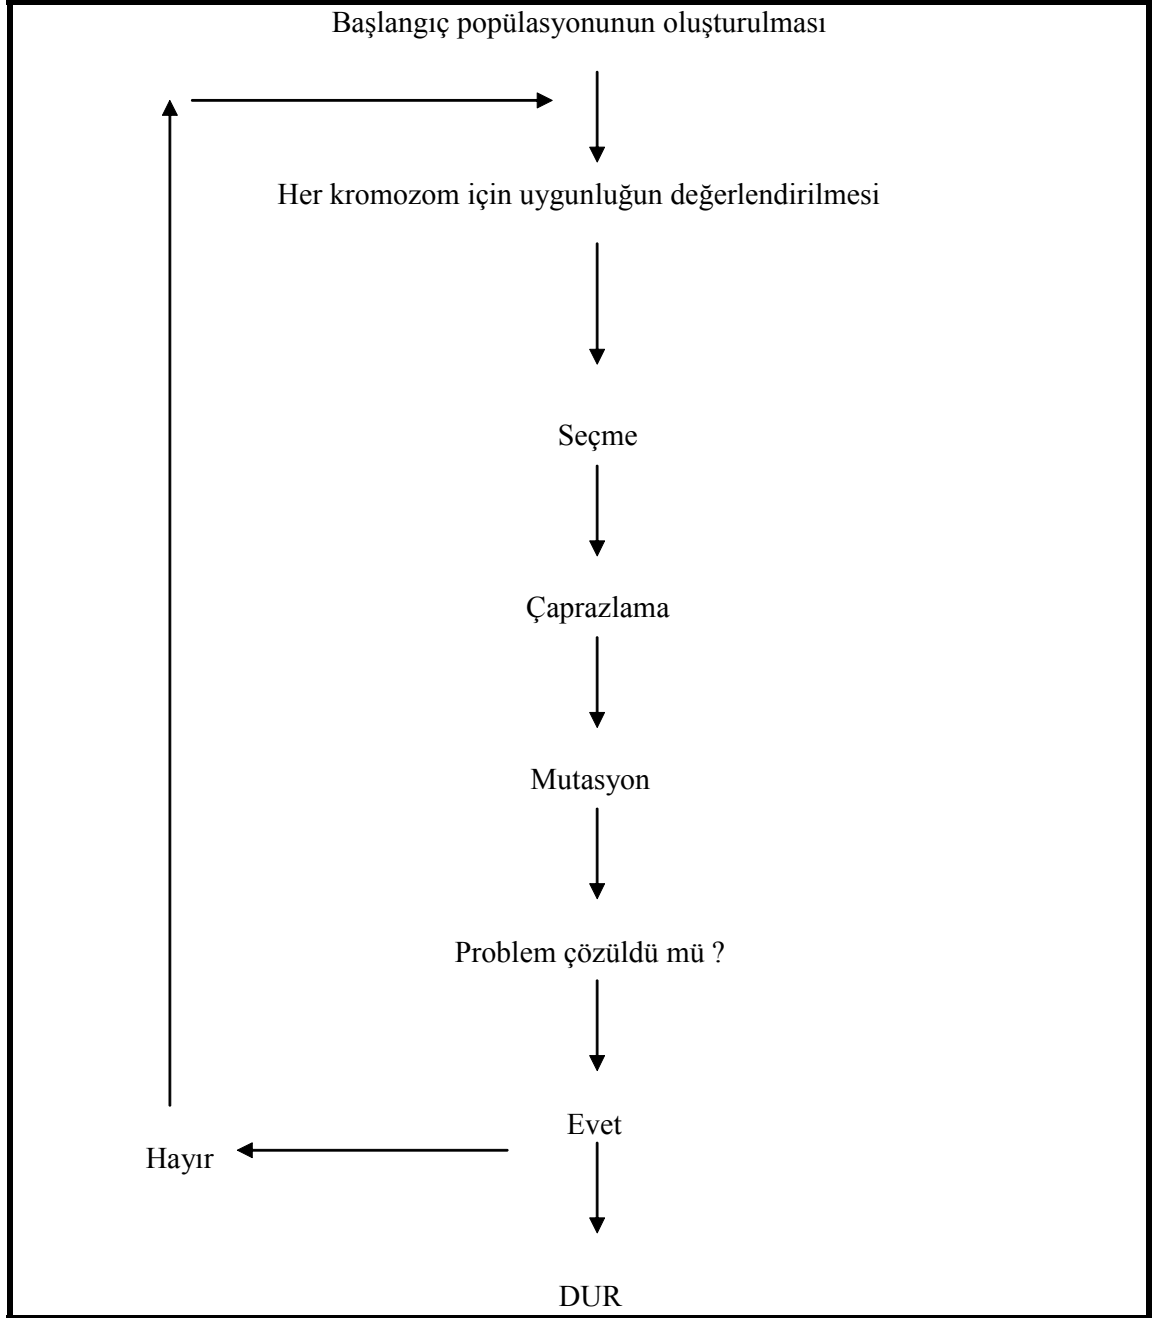 Başlangıç popülasyonunun oluşturulması
Her kromozom için uygunluğun değerlendirilmesi
Seçme
Çaprazlama
Mutasyon
Problem çözüldü mü ?
Evet
Hayır
DUR